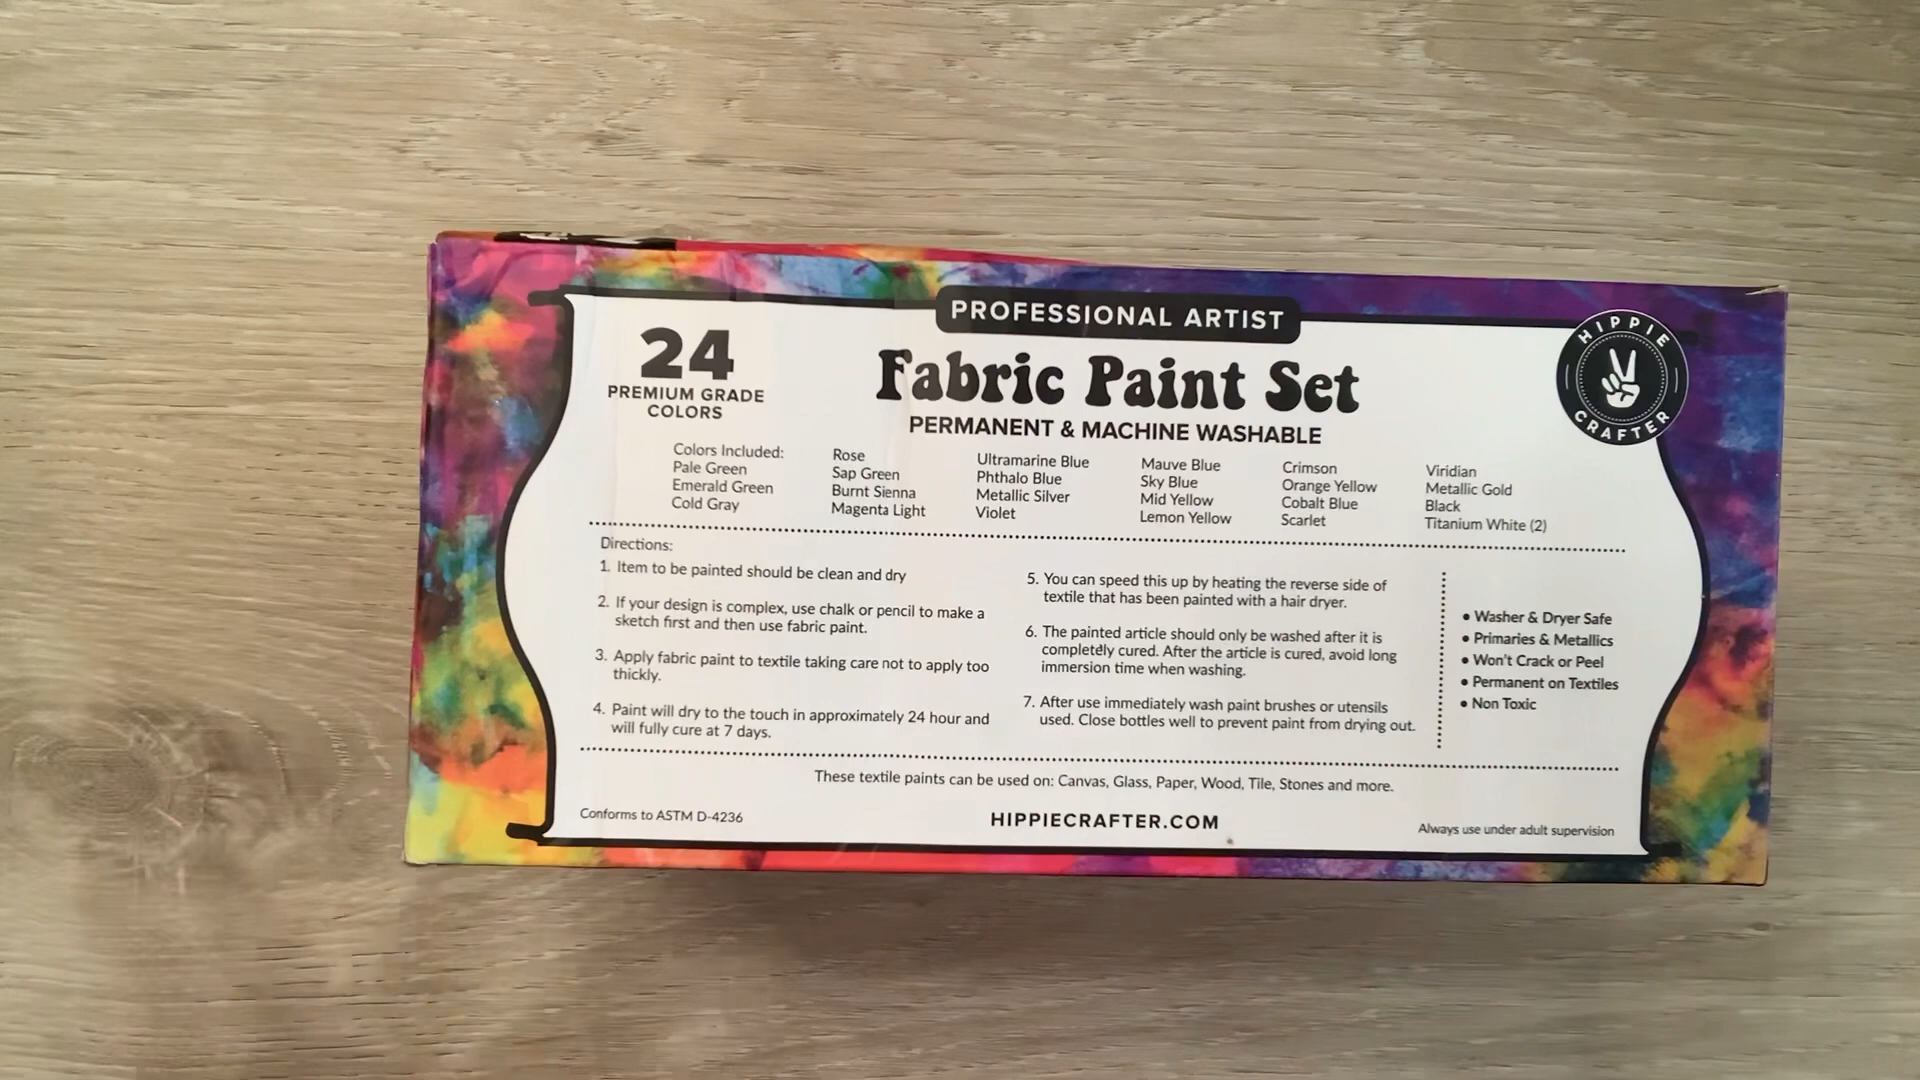 PROFESSIONAL ARTIST
HIPPIE
CRAFTER
24
PREMIUM GRADE
COLORS
Fabric Paint Set
PERMANENT & MACHINE WASHABLE
Colors Included:
Pale Green
Emerald Green
Cold Gray
Rose
Sap Green
Burnt Sienna
Magenta Light
Ultramarine Blue
Phthalo Blue
Metallic Silver
Violet
Mauve Blue
Sky Blue
Mid Yellow
Lemon Yellow
Crimson
Orange Yellow
Cobalt Blue
Scarlet
Viridian
Metallic Gold
Black
Titanium White (2)
Directions:
1. Item to be painted should be clean and dry
2. If your design is complex, use chalk or pencil to make a
sketch first and then use fabric paint.
3. Apply fabric paint to textile taking care not to apply too
thickly.
4. Paint will dry to the touch in approximately 24 hour and
will fully cure at 7 days.
5. You can speed this up by heating the reverse side of
textile that has been painted with a hair dryer.
6. The painted article should only be washed after it is
completely cured. After the article is cured, avoid long
immersion time when washing.
7. After use immediately wash paint brushes or utensils
used. Close bottles well to prevent paint from drying out.
• Washer & Dryer Safe
• Primaries & Metallics
• Won't Crack or Peel
• Permanent on Textiles
• Non Toxic
These textile paints can be used on: Canvas, Glass, Paper, Wood, Tile, Stones and more.
Conforms to ASTM D-4236
HIPPIECRAFTER.COM
Always use under adult supervision